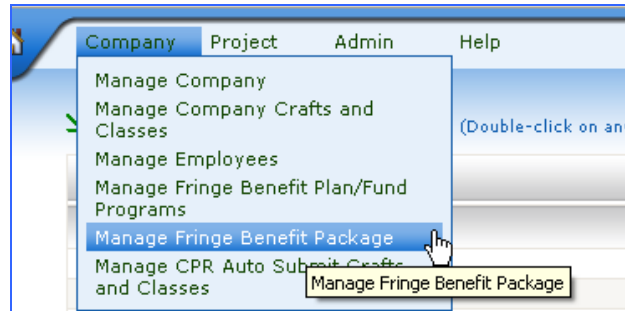 Company Project Admin Help
Manage Company
Manage Company Crafts and
Classes
(Double-click on an
Manage Employees
Manage Fringe Benefit Plan/Fund
Programs
Manage Fringe Benefit Package
Manage CPR Auto Submit Crafts
and Classes
Manage Fringe Benefit Package